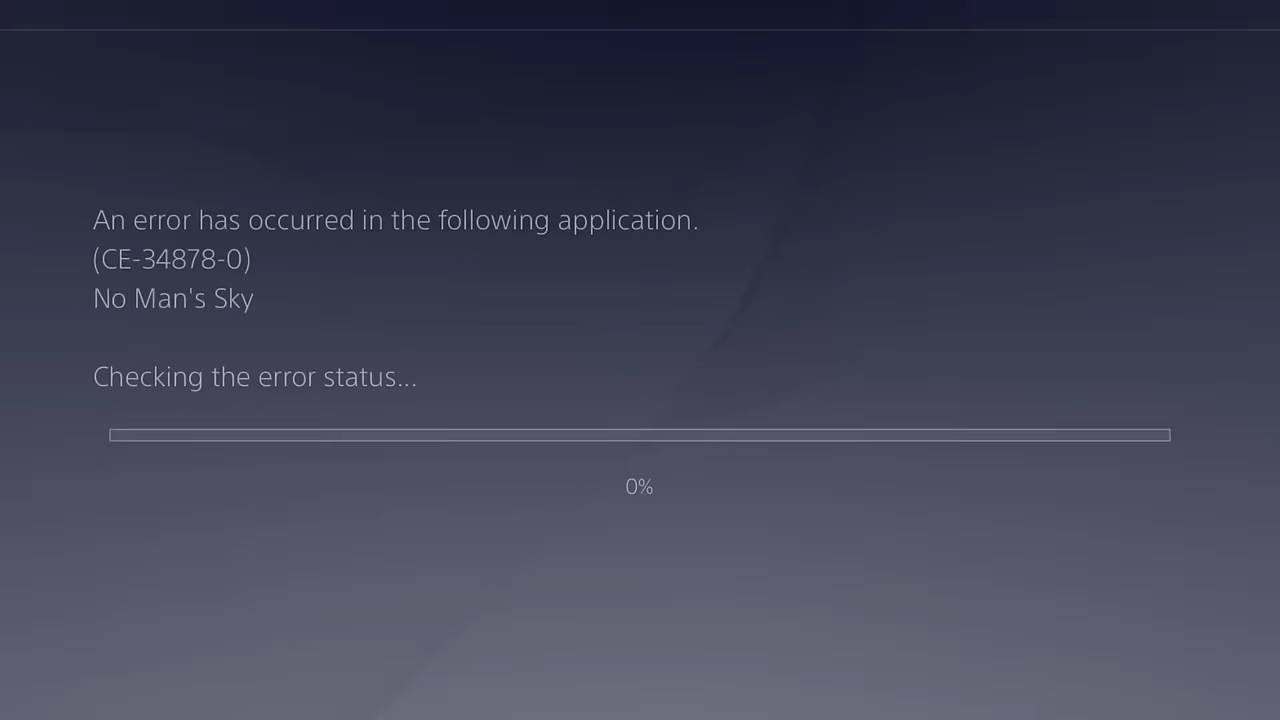 An error has occurred in the following application.
(CE-34878-0)
No Man's Sky
Checking the error status...
0%